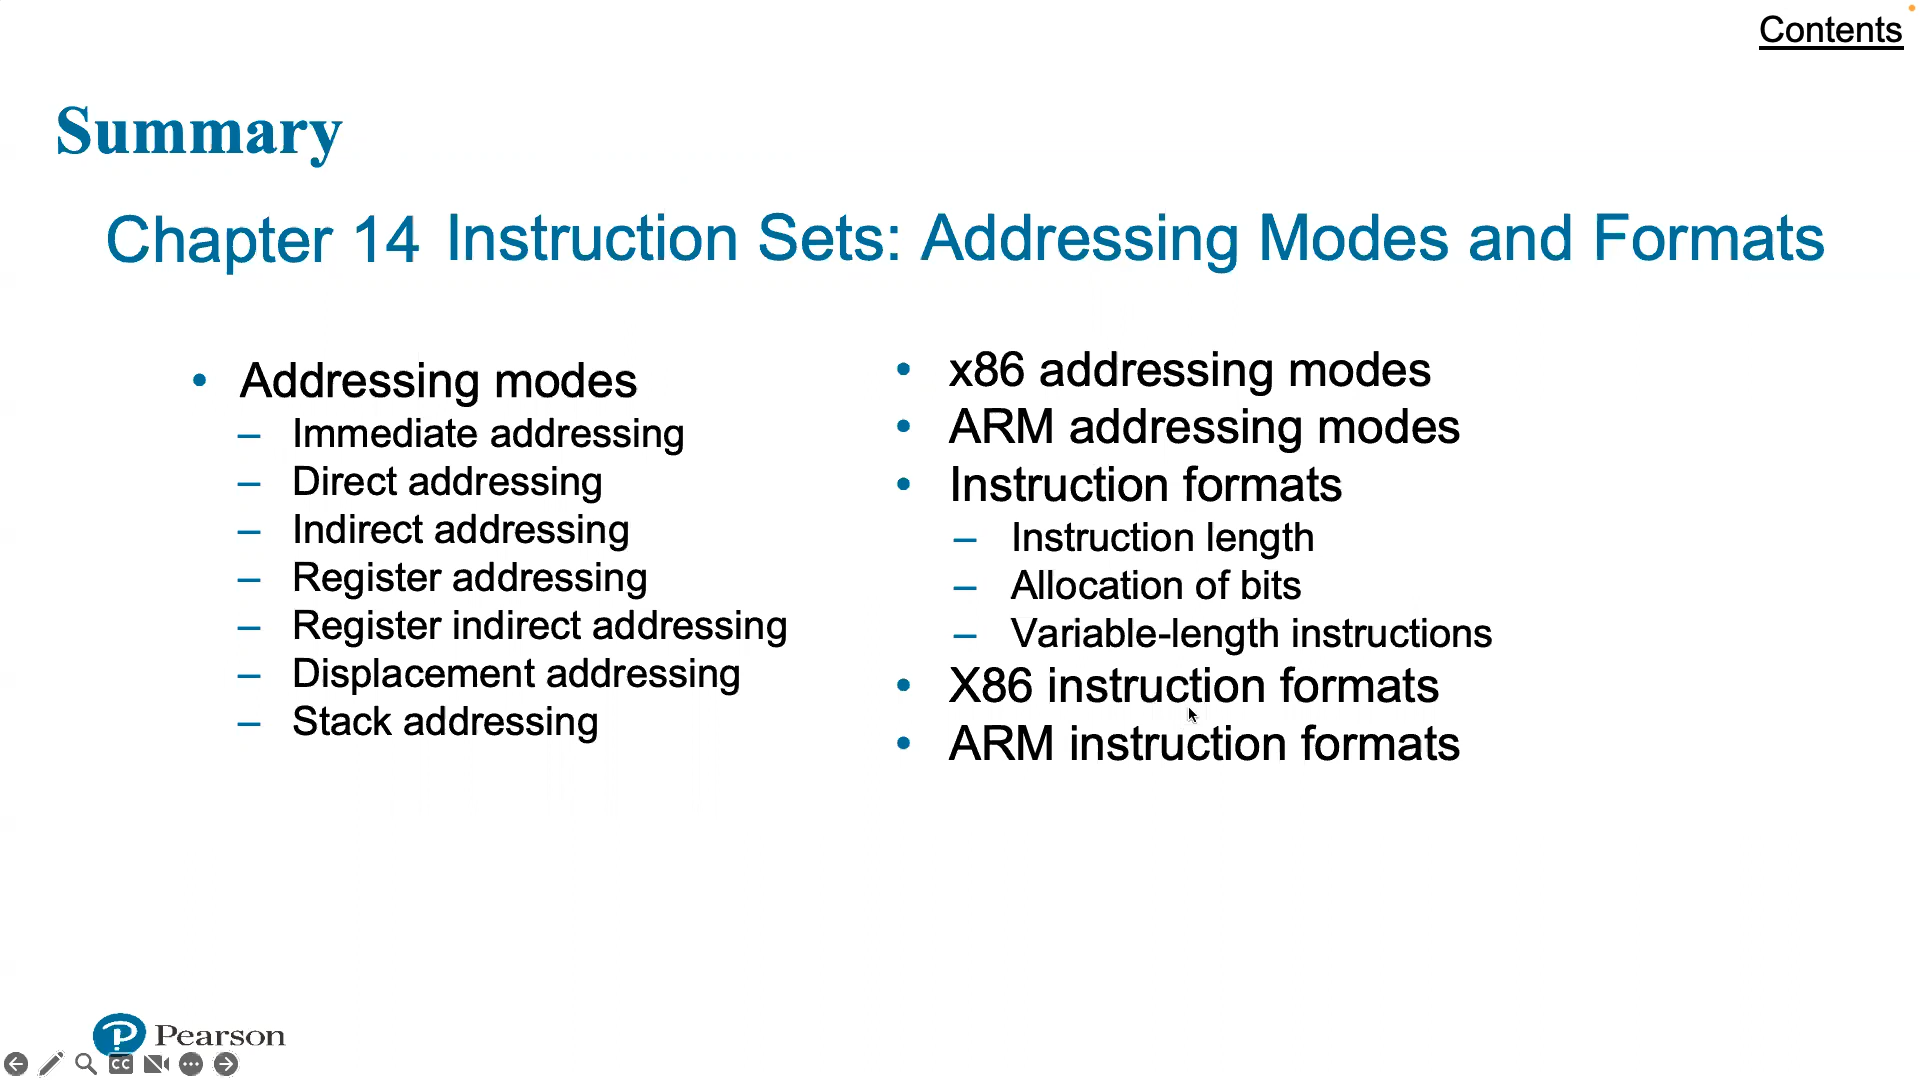 Contents
Summary
Chapter 14 Instruction Sets: Addressing Modes and Formats
• Addressing modes
– Immediate addressing
– Direct addressing
– Indirect addressing
– Register addressing
– Register indirect addressing
– Displacement addressing
– Stack addressing
• x86 addressing modes
• ARM addressing modes
• Instruction formats
– Instruction length
– Allocation of bits
– Variable-length instructions
• X86 instruction formats
• ARM instruction formats
P Pearson
CC